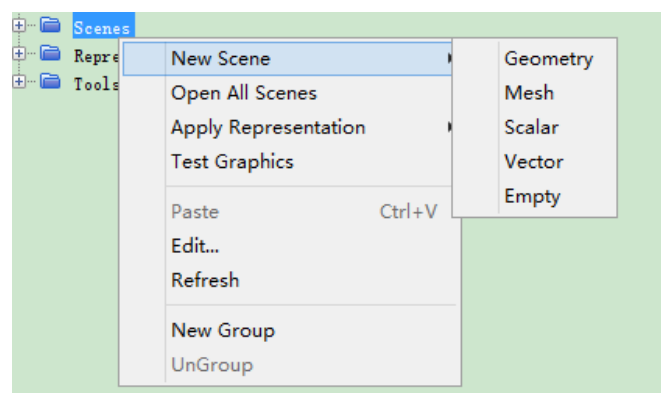 Scenes
Repre
Tools
New Scene
Open All Scenes
Apply Representation
Test Graphics
Paste Ctrl+V
Edit...
Refresh
New Group
UnGroup
Geometry
Mesh
Scalar
Vector
Empty